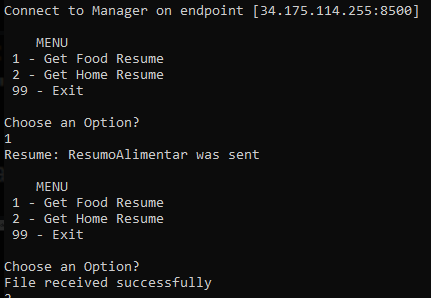 Connect to Manager on endpoint [34.175.114.255:8500]
MENU
1 - Get Food Resume
2 - Get Home Resume
99 - Exit
Choose an Option?
1
Resume: ResumoAlimentar was sent
MENU
1 - Get Food Resume
2 - Get Home Resume
99 - Exit
Choose an Option?
File received successfully